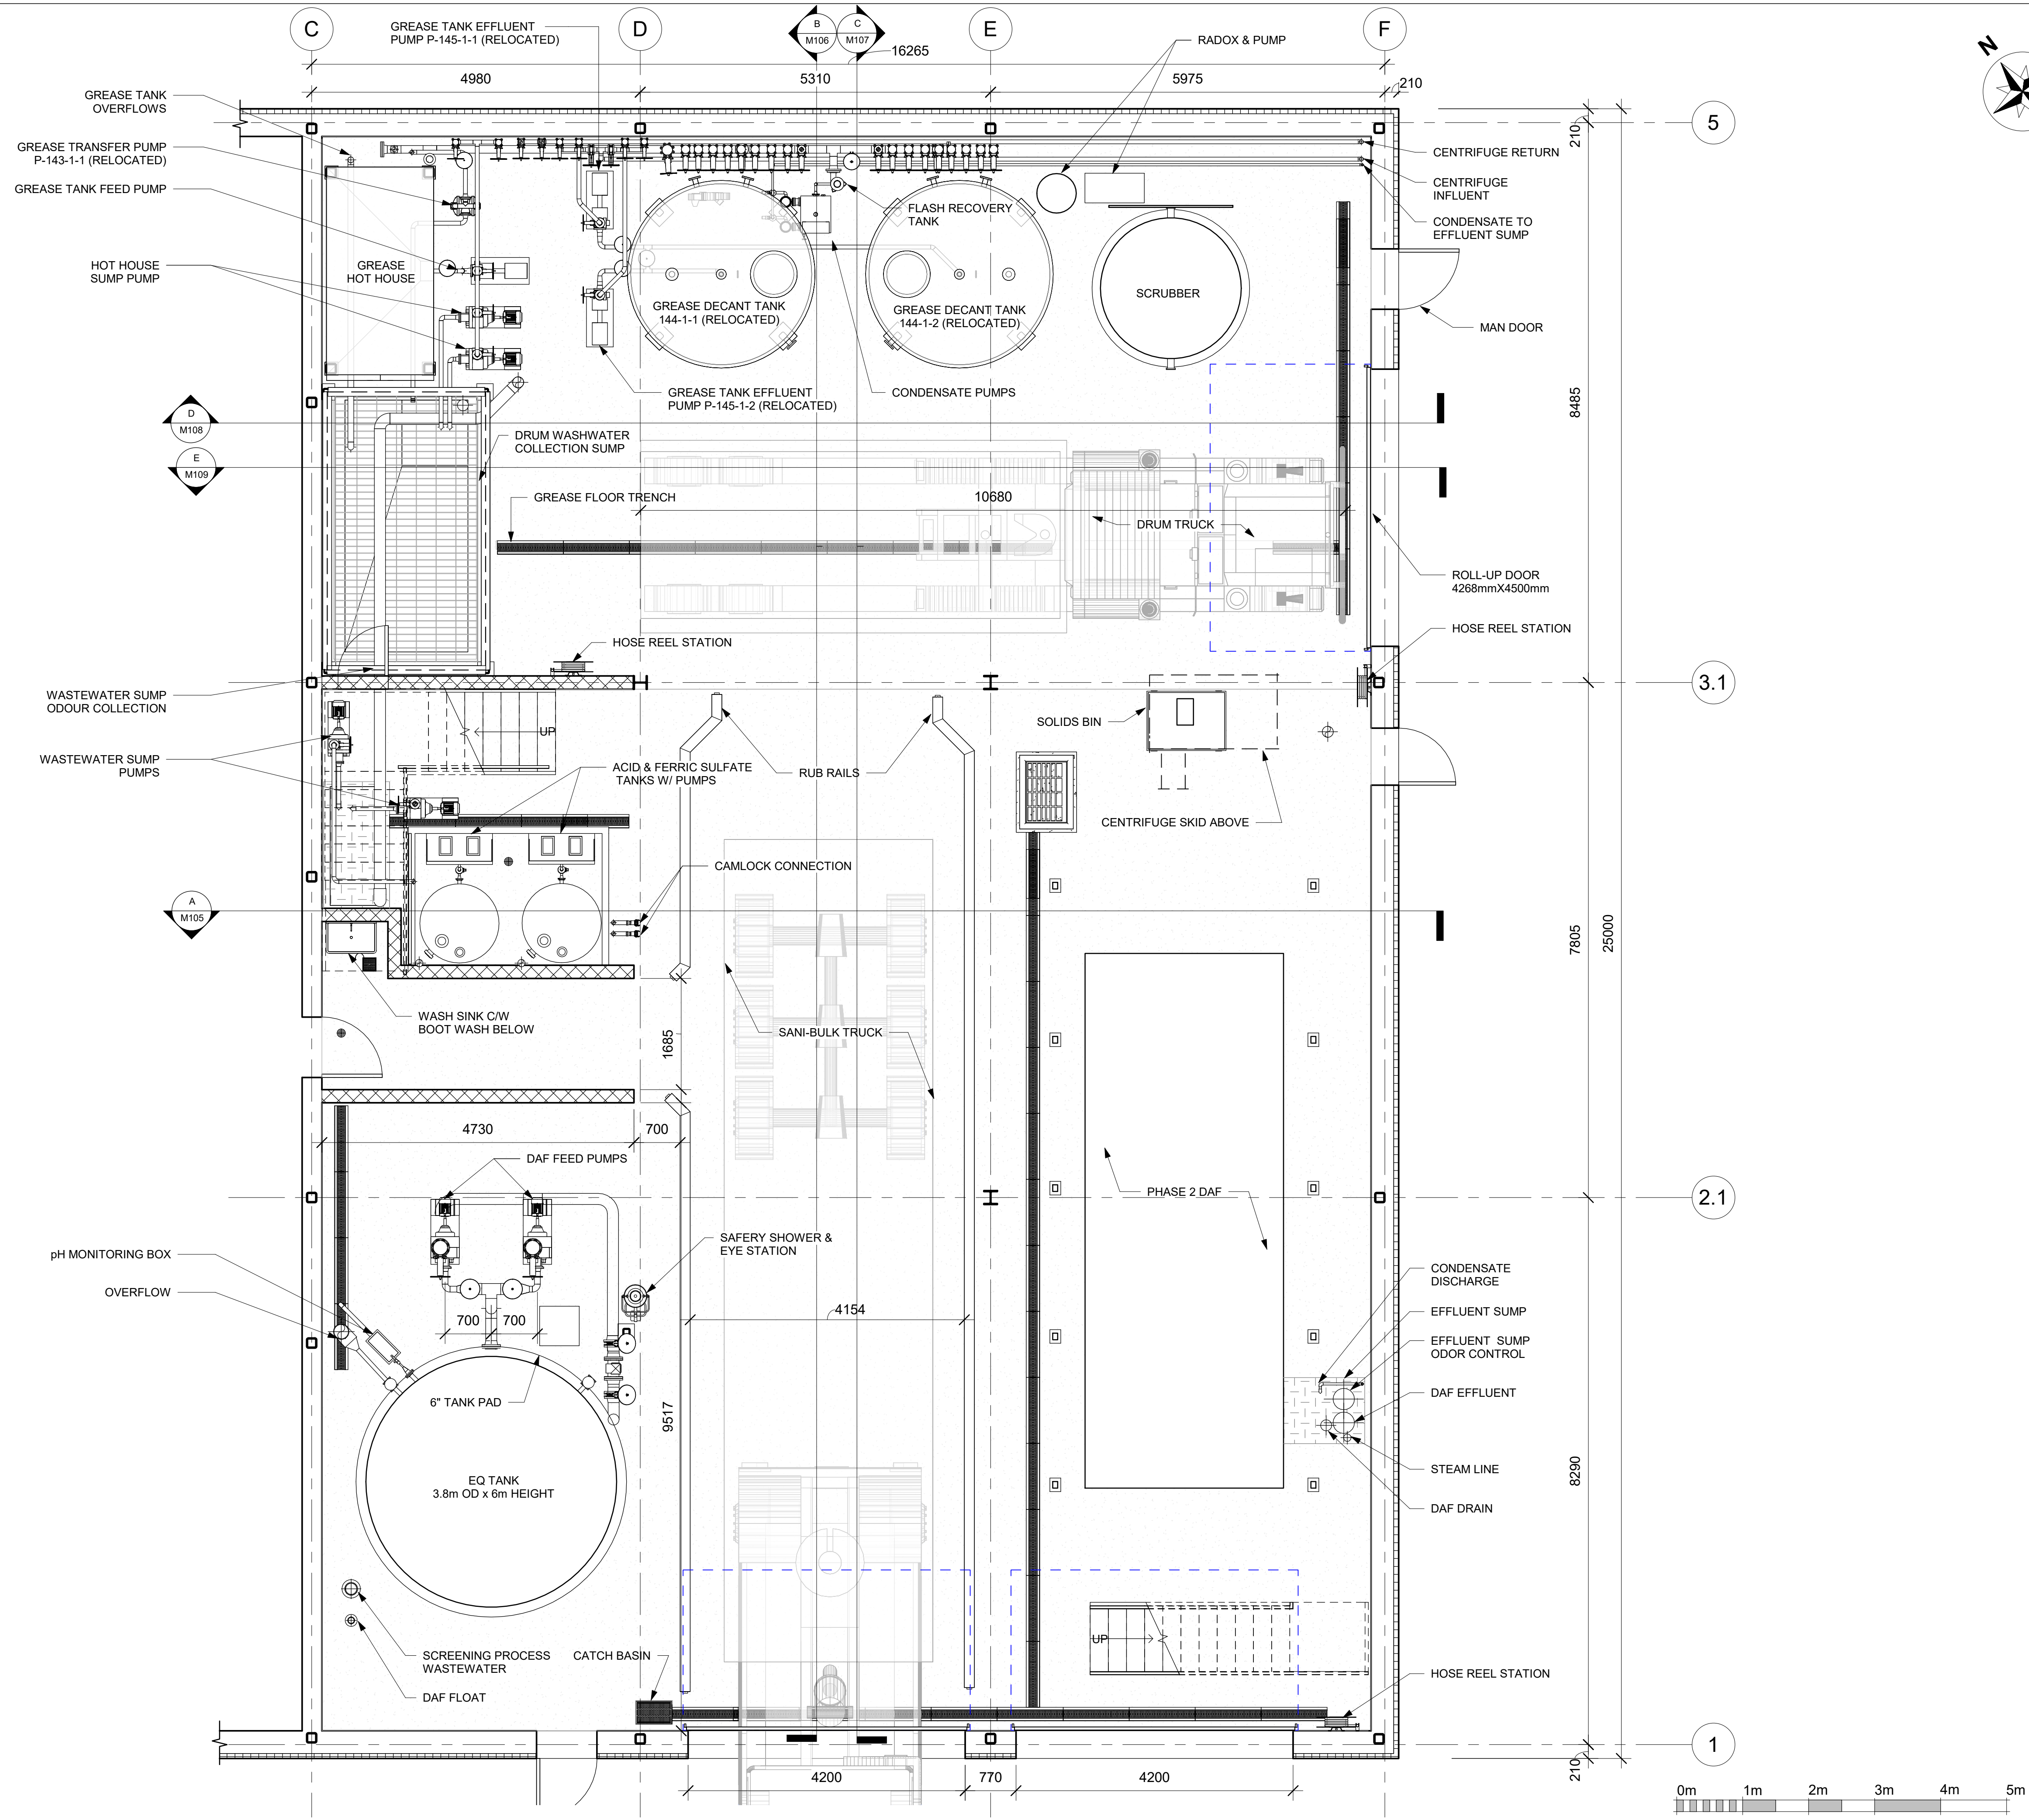 C
D
E
F
GREASE TANK EFFLUENT
PUMP P-145-1-1 (RELOCATED)
B
M106
C
M107
16265
RADOX & PUMP
N
4980
5310
5975
210
GREASE TANK
OVERFLOWS
5
210
GREASE TRANSFER PUMP
P-143-1-1 (RELOCATED)
CENTRIFUGE RETURN
GREASE TANK FEED PUMP
CENTRIFUGE
INFLUENT
FLASH RECOVERY
TANK
CONDENSATE TO
EFFLUENT SUMP
HOT HOUSE
SUMP PUMP
GREASE
HOT HOUSE
GREASE DECANT TANK
144-1-1 (RELOCATED)
GREASE DECANT TANK
144-1-2 (RELOCATED)
SCRUBBER
MAN DOOR
GREASE TANK EFFLUENT
PUMP P-145-1-2 (RELOCATED)
CONDENSATE PUMPS
8485
D
M108
DRUM WASHWATER
COLLECTION SUMP
E
M109
GREASE FLOOR TRENCH
10680
DRUM TRUCK
ROLL-UP DOOR
4268mmX4500mm
HOSE REEL STATION
HOSE REEL STATION
WASTEWATER SUMP
ODOUR COLLECTION
3.1
UP
SOLIDS BIN
WASTEWATER SUMP
PUMPS
ACID & FERRIC SULFATE
TANKS W/ PUMPS
RUB RAILS
CENTRIFUGE SKID ABOVE
CAMLOCK CONNECTION
A
M105
7805
25000
WASH SINK C/W
BOOT WASH BELOW
1685
SANI-BULK TRUCK
4730
700
DAF FEED PUMPS
PHASE 2 DAF
2.1
SAFERY SHOWER &
EYE STATION
pH MONITORING BOX
OVERFLOW
CONDENSATE
DISCHARGE
4154
700
700
EFFLUENT SUMP
EFFLUENT SUMP
ODOR CONTROL
DAF EFFLUENT
6" TANK PAD
9517
STEAM LINE
8290
EQ TANK
3.8m OD x 6m HEIGHT
DAF DRAIN
UP
SCREENING PROCESS
WASTEWATER
CATCH BASIN
HOSE REEL STATION
DAF FLOAT
1
210
4200
770
4200
0m
1m
2m
3m
4m
5m